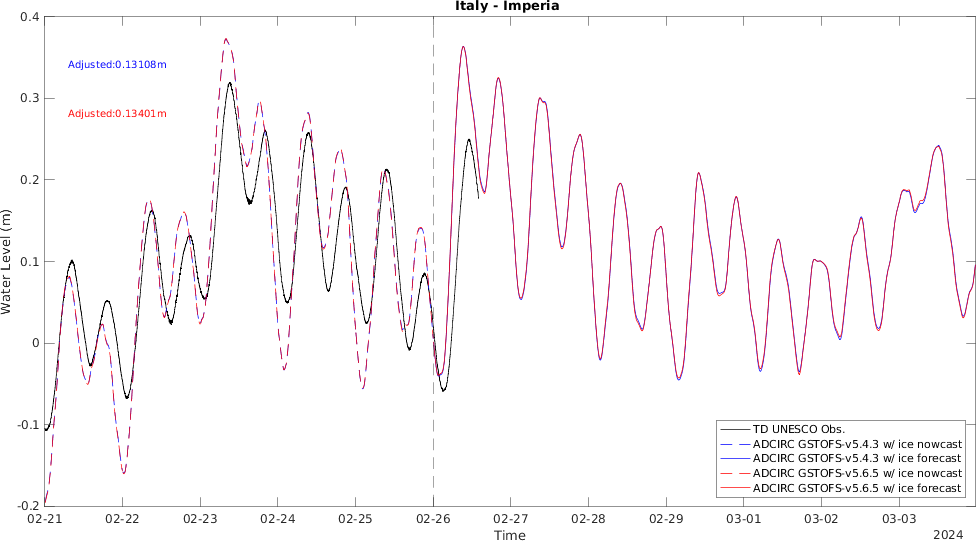 Italy - Imperia
Adjusted:0.13108m
Adjusted:0.13401m
Water Level (m)
0.4
0.3
0.2
0.1
0
-0.1
-0.2
TD UNESCO Obs.
ADCIRC GSTOFS-v5.4.3 w/ ice nowcast
ADCIRC GSTOFS-v5.4.3 w/ ice forecast
ADCIRC GSTOFS-v5.6.5 w/ ice nowcast
ADCIRC GSTOFS-v5.6.5 w/ ice forecast
02-21 02-22 02-23 02-24 02-25 02-26 02-27 02-28 02-29 03-01 03-02 03-03
Time
2024